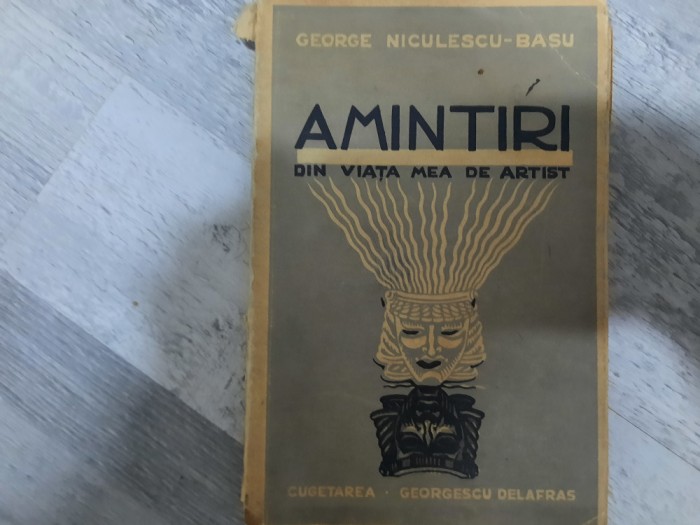 GEORGE NICULESCU-BASU
AMINTIRI
DIN VIAȚA MEA DE ARTIST
CUGETAREA · GEORGESCU DELAFRAS